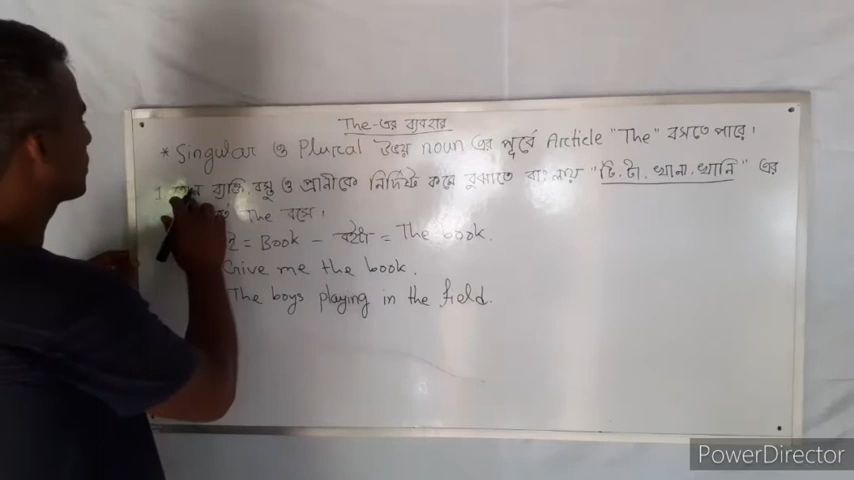 The-এর ব্যবহার
* Singular ও Plural উভয় noun এর পূর্বে Article "The" বসতে পারে।
1. কোন ব্যক্তি, বস্তু ও প্রানীকে নির্দিষ্ট করে বুঝাতে বাংলায় "টি. টা. খানা. খানি" এর
The বসে।
= Book - বইটা = The book.
Give me the book.
The boys playing in the field.
PowerDirector